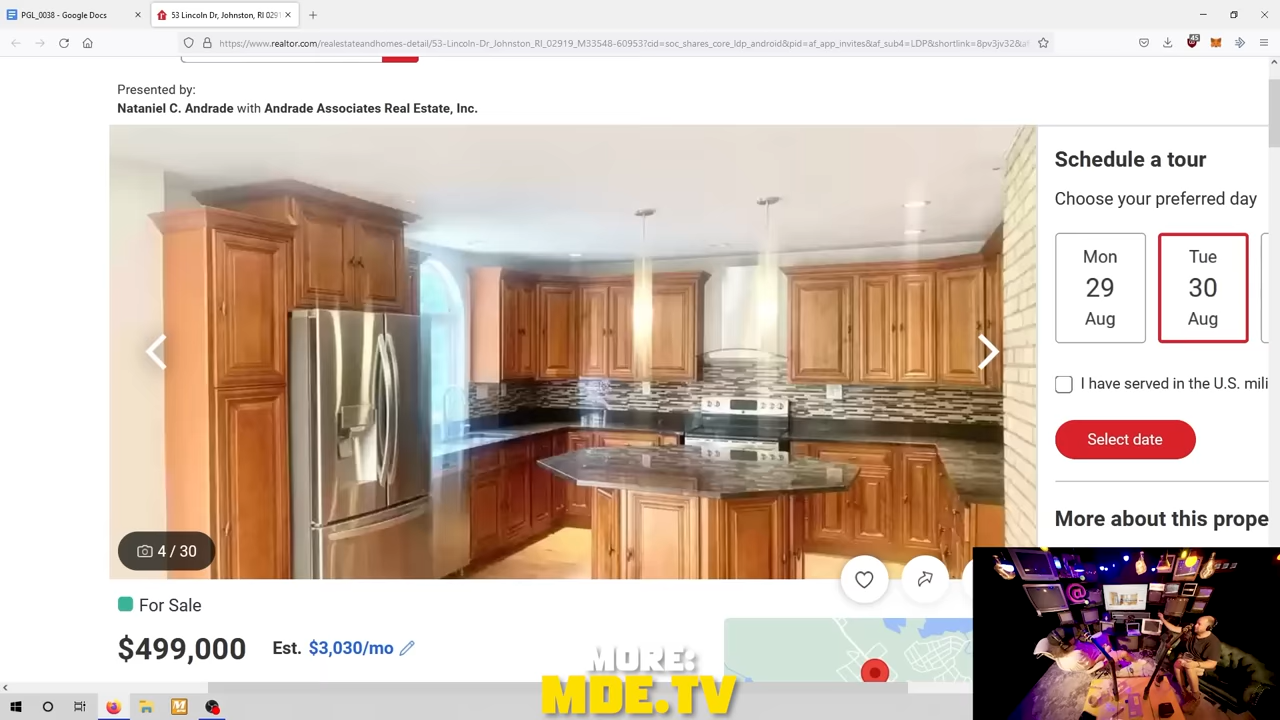 PGL_0038 - Google Docs
53 Lincoln Dr, Johnston, RI 0291
https://www.realtor.com/realestateandhomes-detail/53-Lincoln-Dr_Johnston_RI_02919_M33548-60953?cid=soc_shares_core_ldp_android&pid=af_app_invites&af_sub4=LDP&shortlink=8pv3jv32&a
45
Presented by:
Nataniel C. Andrade with Andrade Associates Real Estate, Inc.
Schedule a tour
Choose your preferred day
Mon
29
Aug
Tue
30
Aug
I have served in the U.S. mili
Select date
More about this prope
4 / 30
For Sale
$499,000
Est. $3,030/mo
MORE:
MDE.TV